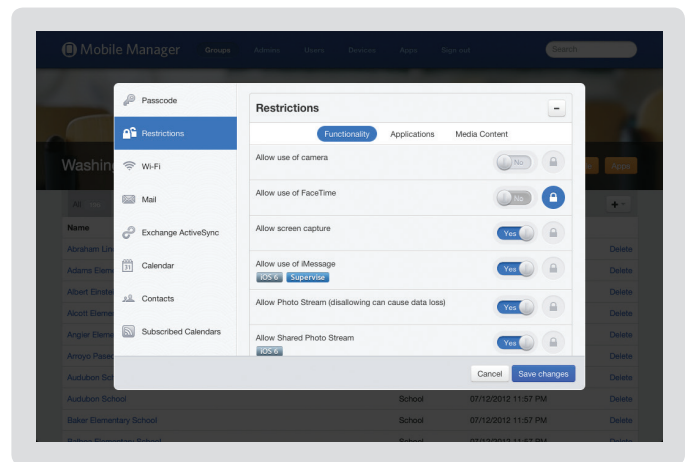 Mobile Manager Groups Admins Users Devices Apps Sign out Search
Passcode
Restrictions
Wi-Fi
Mail
Exchange ActiveSync
31 Calendar
Contacts
Subscribed Calendars
Restrictions
Functionality Applications Media Content
Allow use of camera No
Allow use of FaceTime No
Allow screen capture Yes
Allow use of iMessage Yes
iOS 6 Supervise
Allow Photo Stream (disallowing can cause data loss) Yes
Allow Shared Photo Stream Yes
iOS 6
Cancel Save changes
Washin
Apps
All
Name
Abraham Lin
Delete
Adams Elem
Delete
Albert Einste
Delete
Alcott Eleme
Delete
Angier Eleme
Delete
Arroyo Pase
Delete
Audubon Sch
Delete
Audubon School School 07/12/2012 11:57 PM Delete
Baker Elementary School School 07/12/2012 11:57 PM Delete